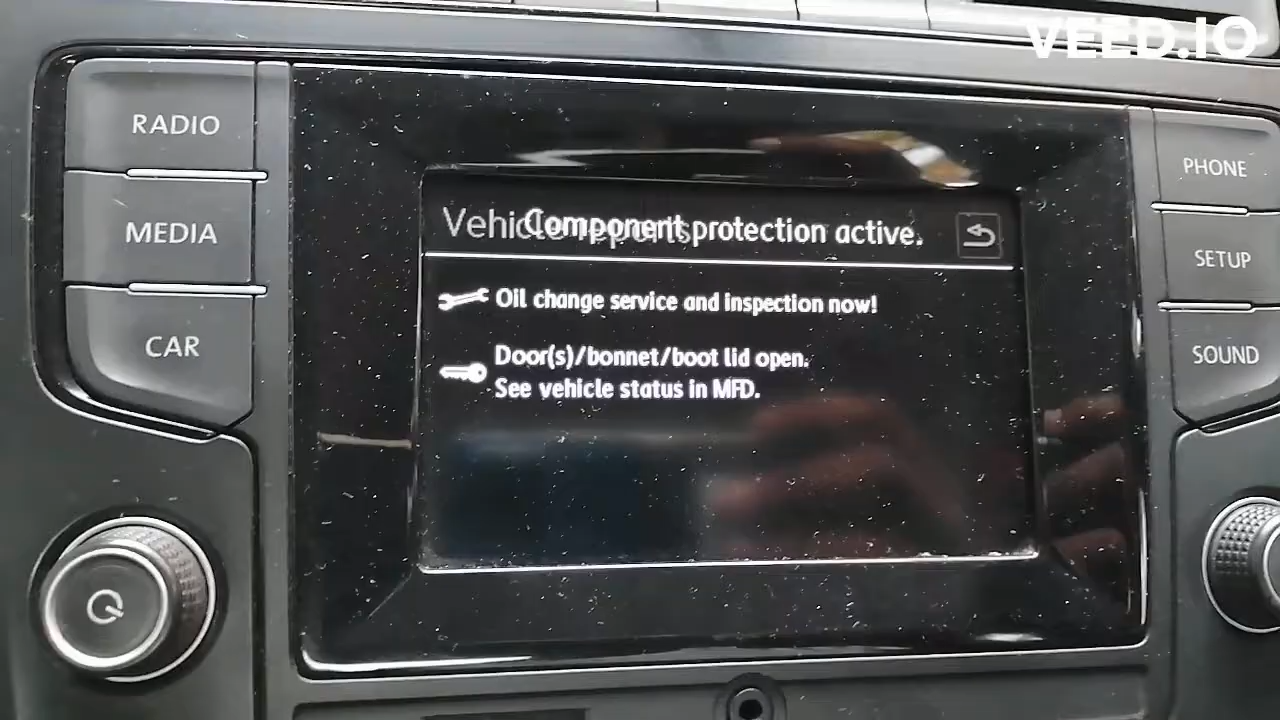 VEED.IO
RADIO
MEDIA
CAR
PHONE
SETUP
SOUND
Vehicle reports
Component protection active.
Oil change service and inspection now!
Door(s)/bonnet/boot lid open.
See vehicle status in MFD.